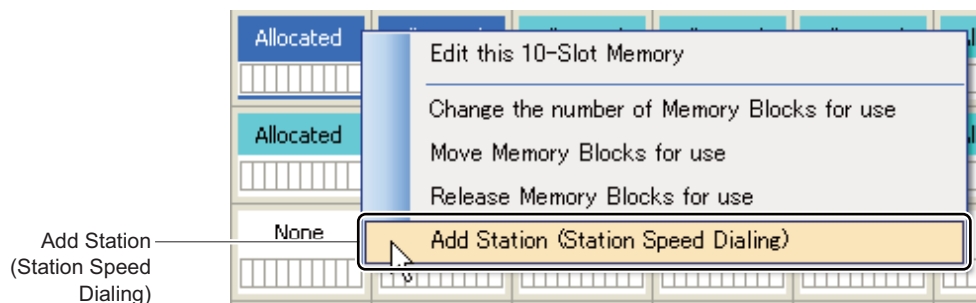 Allocated
Edit this 10-Slot Memory
Change the number of Memory Blocks for use
Allocated
Move Memory Blocks for use
Release Memory Blocks for use
None
Add Station (Station Speed Dialing)
Add Station
(Station Speed
Dialing)